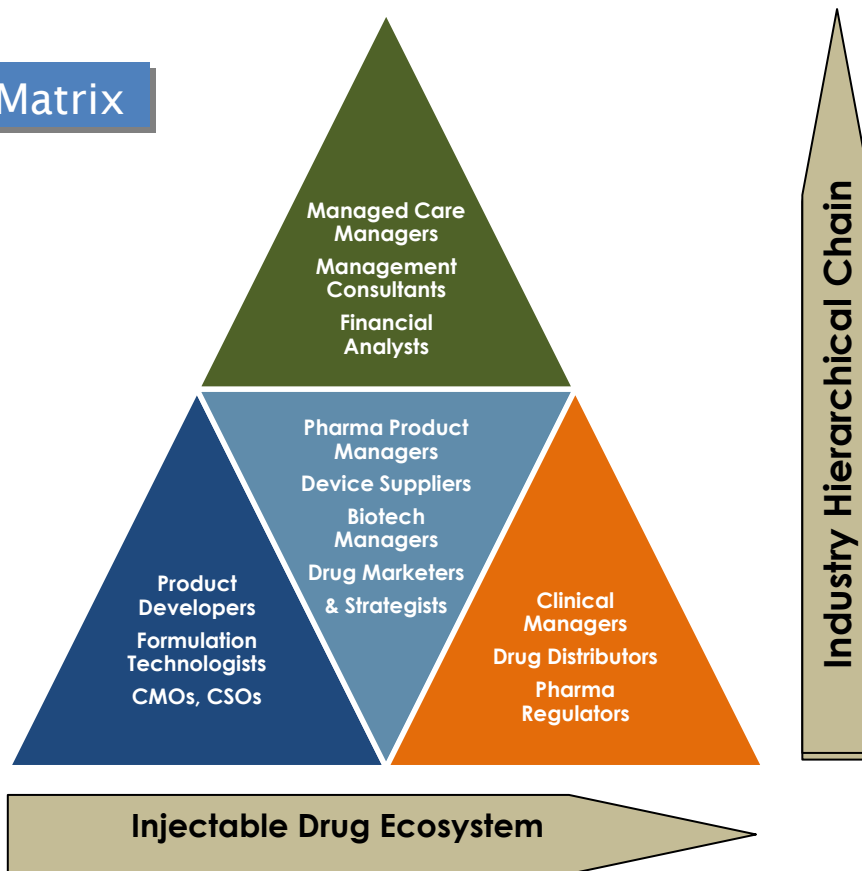 Matrix
Managed Care
Managers
Management
Consultants
Financial
Analysts
Pharma Product
Managers
Device Suppliers
Biotech
Managers
Drug Marketers
& Strategists
Product
Developers
Formulation
Technologists
CMOs, CSOs
Clinical
Managers
Drug Distributors
Pharma
Regulators
Industry Hierarchical Chain
Injectable Drug Ecosystem